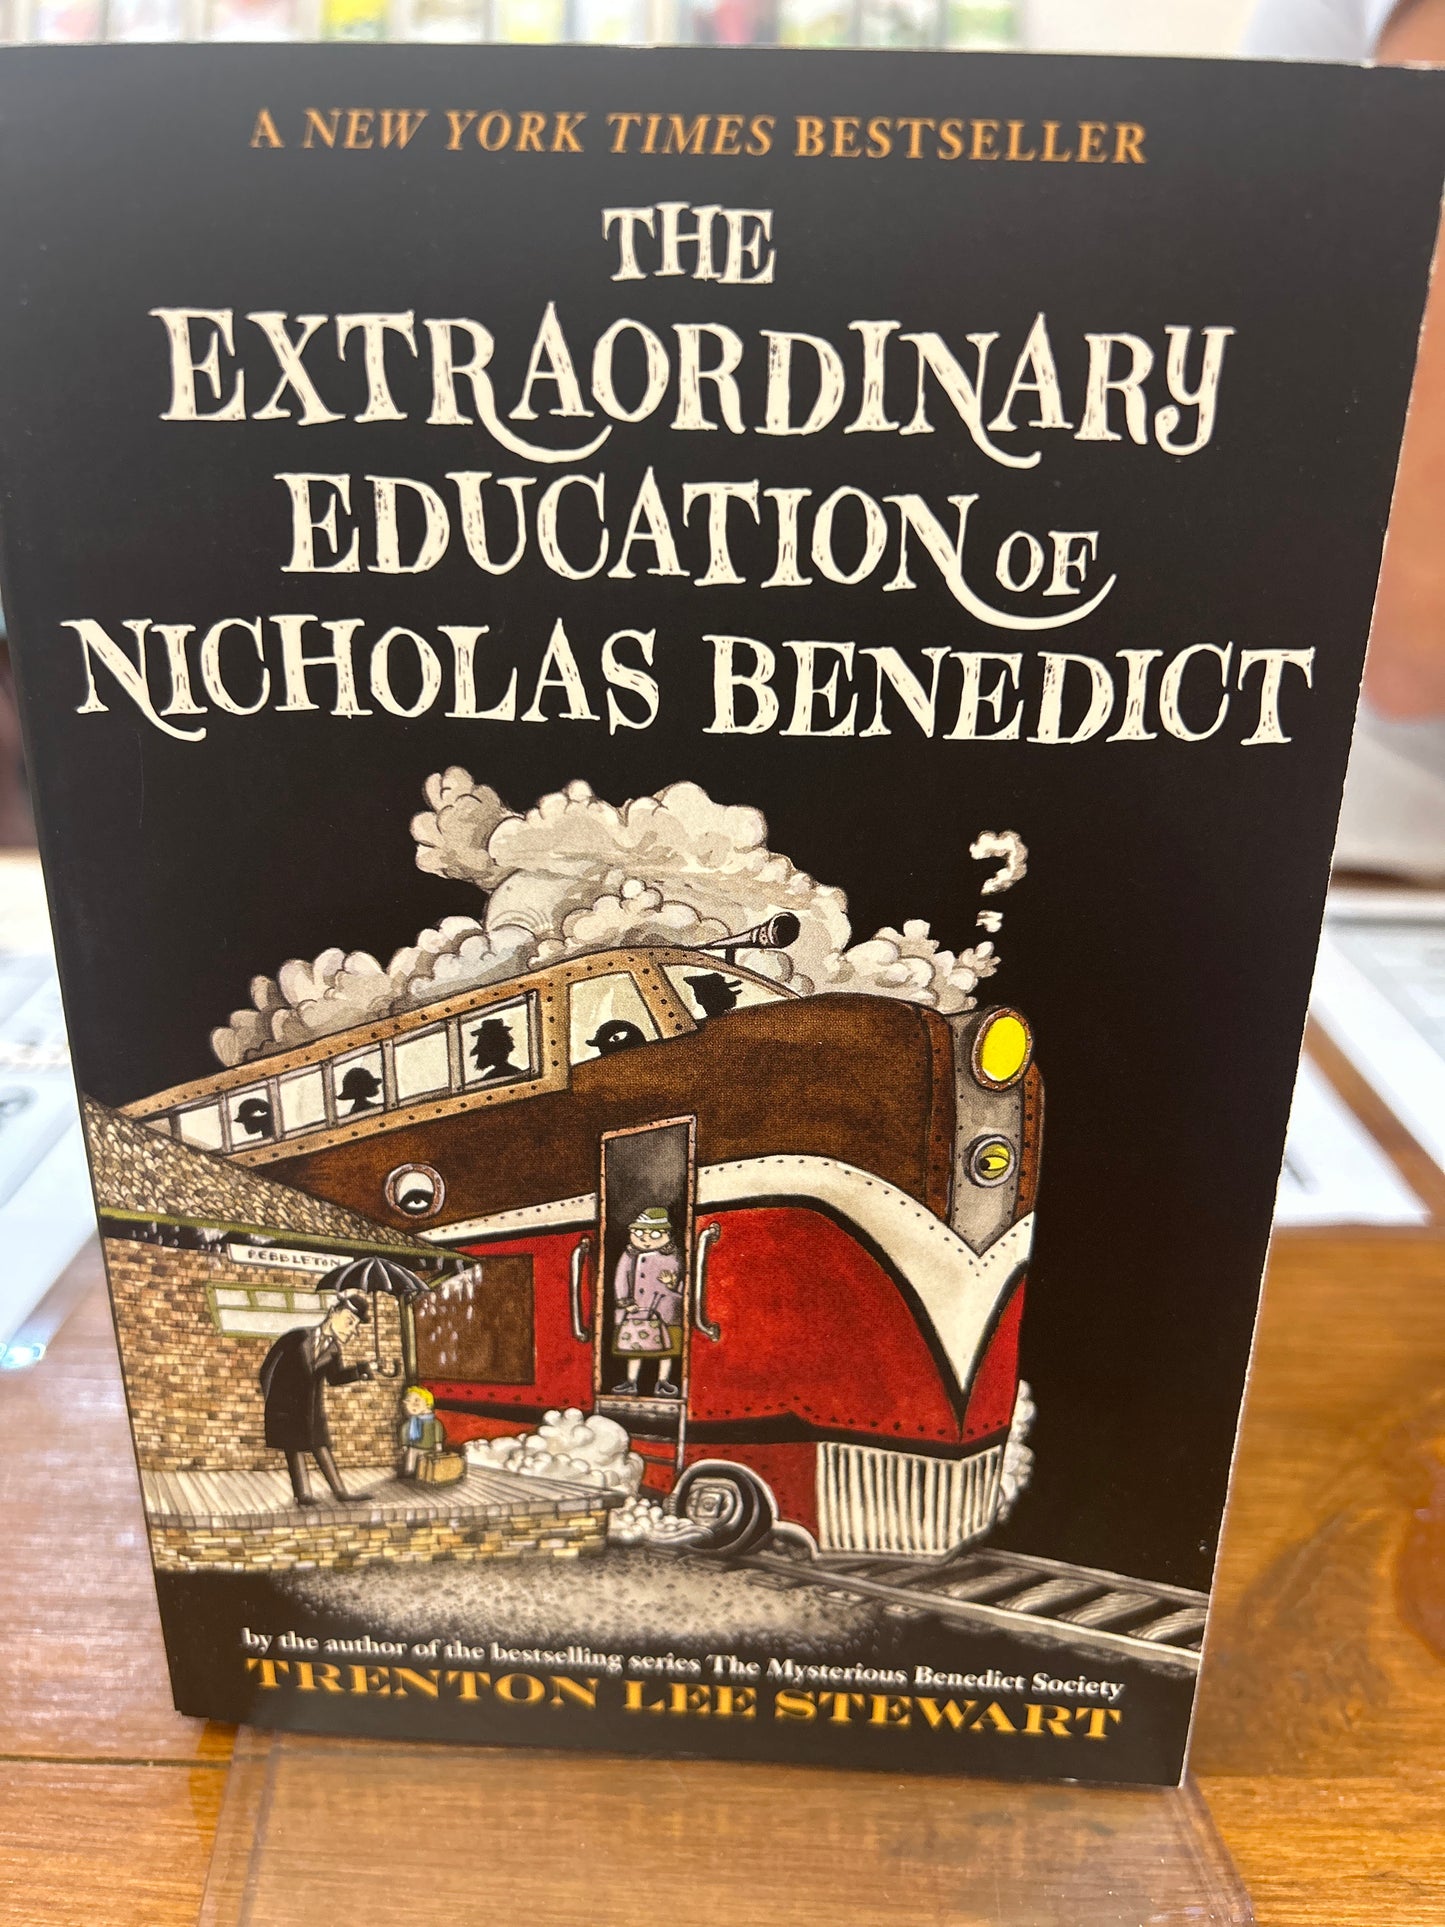 A NEW YORK TIMES BESTSELLER
THE
EXTRAORDINARY
EDUCATION OF
NICHOLAS BENEDICT
?
PEBBLETON
by the author of the bestselling series The Mysterious Benedict Society
TRENTON LEE STEWART